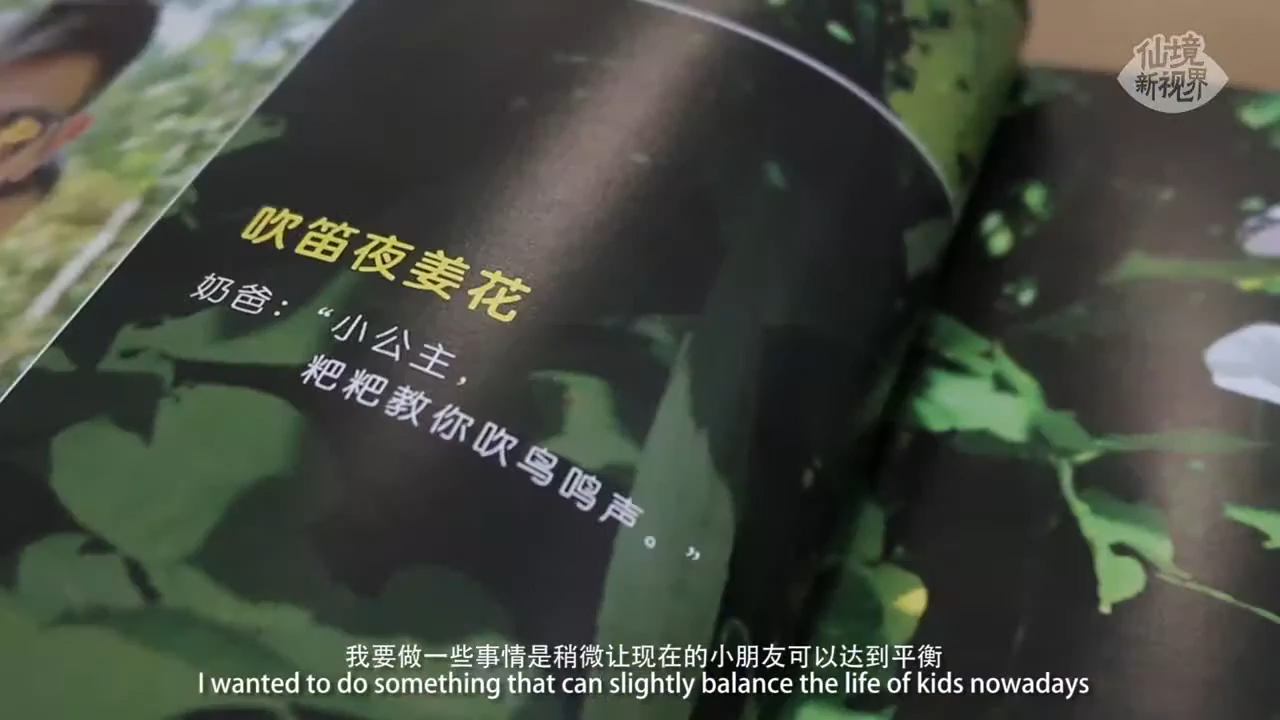 仙境
新视界
吹笛夜姜花
奶爸：“小公主，
粑粑教你吹鸟鸣声。”
我要做一些事情是稍微让现在的小朋友可以达到平衡
I wanted to do something that can slightly balance the life of kids nowadays